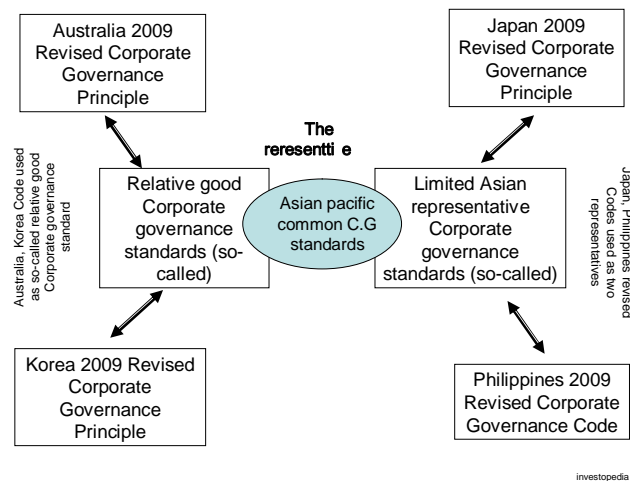 Australia 2009
Revised Corporate
Governance
Principle
Japan 2009
Revised Corporate
Governance
Principle
The
reresentti e
Australia, Korea Code used
as so-called relative good
Corporate governance
standard
Relative good
Corporate
governance
standards (so-
called)
Asian pacific
common C.G
standards
Limited Asian
representative
Corporate
governance
standards (so-called)
Japan, Philippines revised
Codes used as two
representatives
Korea 2009 Revised
Corporate
Governance
Principle
Philippines 2009
Revised Corporate
Governance Code
investopedia